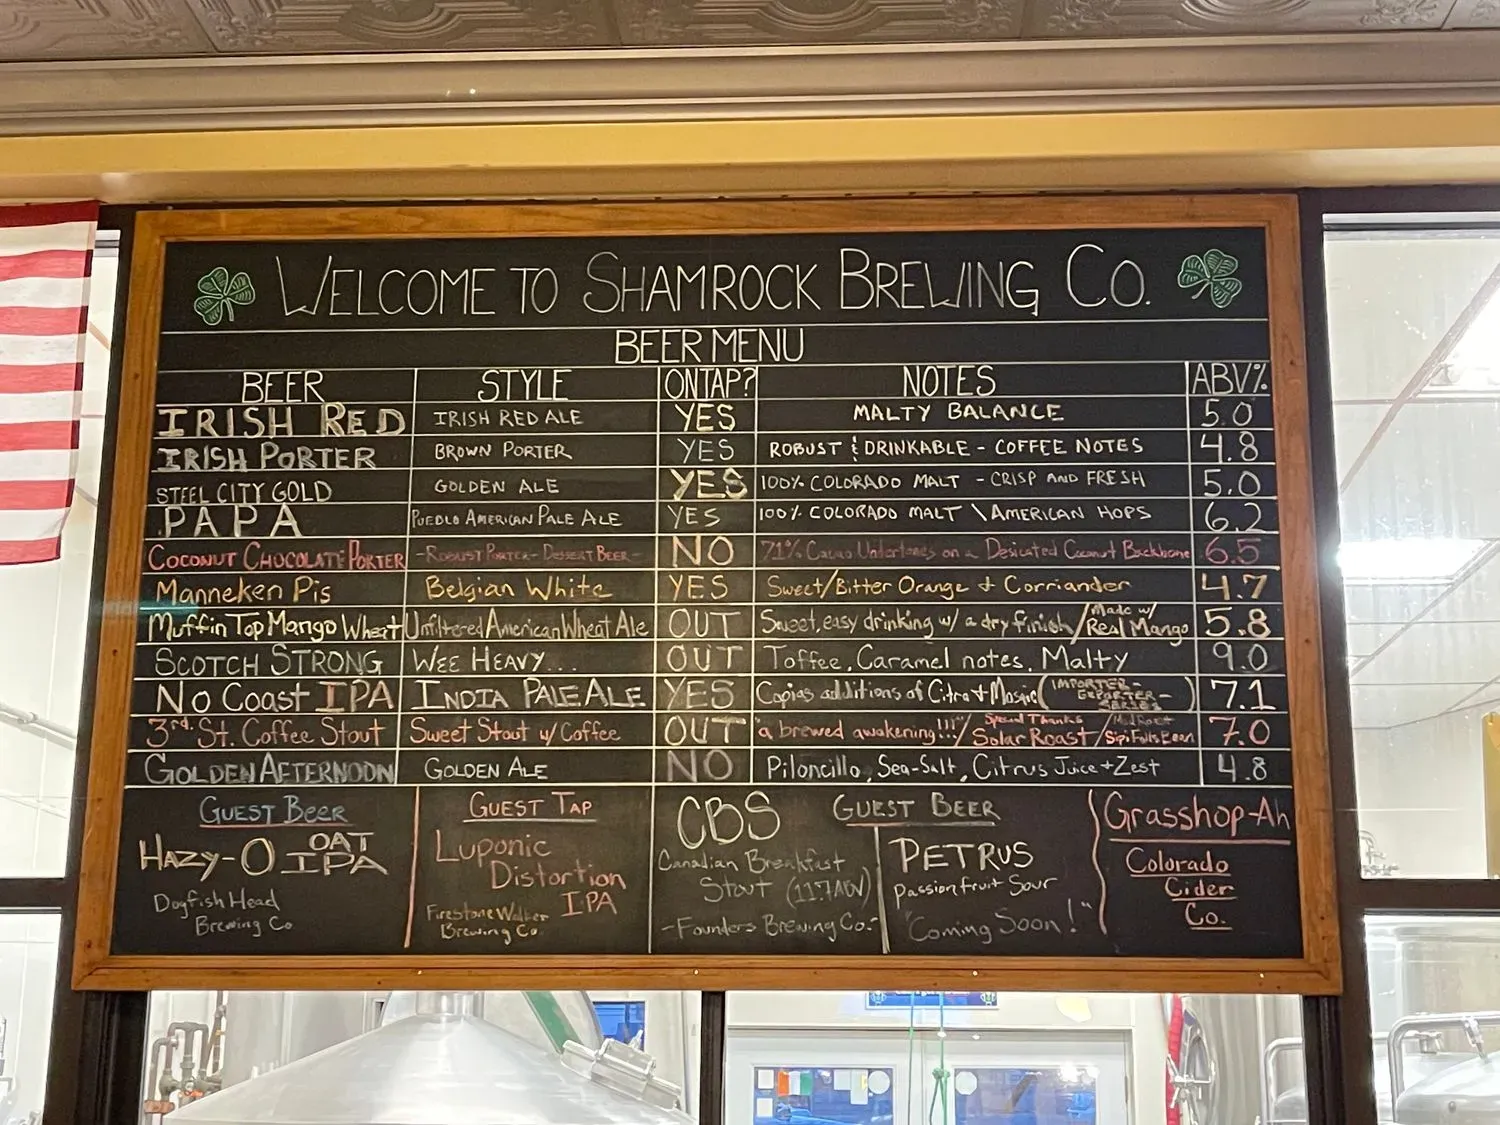 WELCOME TO SHAMROCK BREWING CO.
BEER MENU
BEER STYLE ONTAP? NOTES ABV%
IRISH RED IRISH RED ALE YES MALTY BALANCE 5.0
IRISH PORTER BROWN PORTER YES ROBUST & DRINKABLE - COFFEE NOTES 4.8
STEEL CITY GOLD GOLDEN ALE YES 100% COLORADO MALT - CRISP AND FRESH 5.0
PAPA PUEBLO AMERICAN PALE ALE YES 100% COLORADO MALT \ AMERICAN HOPS 6.2
COCONUT CHOCOLATE PORTER -ROBUST PORTER - DESSERT BEER- NO 71% Cacao Undertones on a Desicated Coconut Backbone 6.5
Manneken Pis Belgian White YES Sweet/Bitter Orange + Corriander 4.7
Muffin Top Mango Wheat Unfiltered American Wheat Ale OUT Sweet, easy drinking w/ a dry finish / Made w/ Real Mango 5.8
SCOTCH STRONG WEE HEAVY... OUT Toffee, Caramel notes, Malty 9.0
NO COAST IPA INDIA PALE ALE YES Copias additions of Citra + Mosaic (IMPORTER - EXPORTER - SERIES) 7.1
3rd. St. Coffee Stout Sweet Stout w/ Coffee OUT "a brewed awakening!!!" / Special Thanks Solar Roast / Mid Roast Sipi Falls Bean 7.0
GOLDEN AFTERNOON GOLDEN ALE NO Piloncillo, Sea-Salt, Citrus Juice + Zest 4.8
GUEST BEER
HAZY-O OAT IPA
Dogfish Head
Brewing Co
GUEST TAP
Luponic
Distortion
IPA
Firestone Walker
Brewing Co.
GUEST BEER
CBS
Canadian Breakfast
Stout (11.7 ABV)
-Founders Brewing Co.-
PETRUS
Passion Fruit Sour
"Coming Soon!"
Grasshop-Ah
Colorado
Cider
Co.